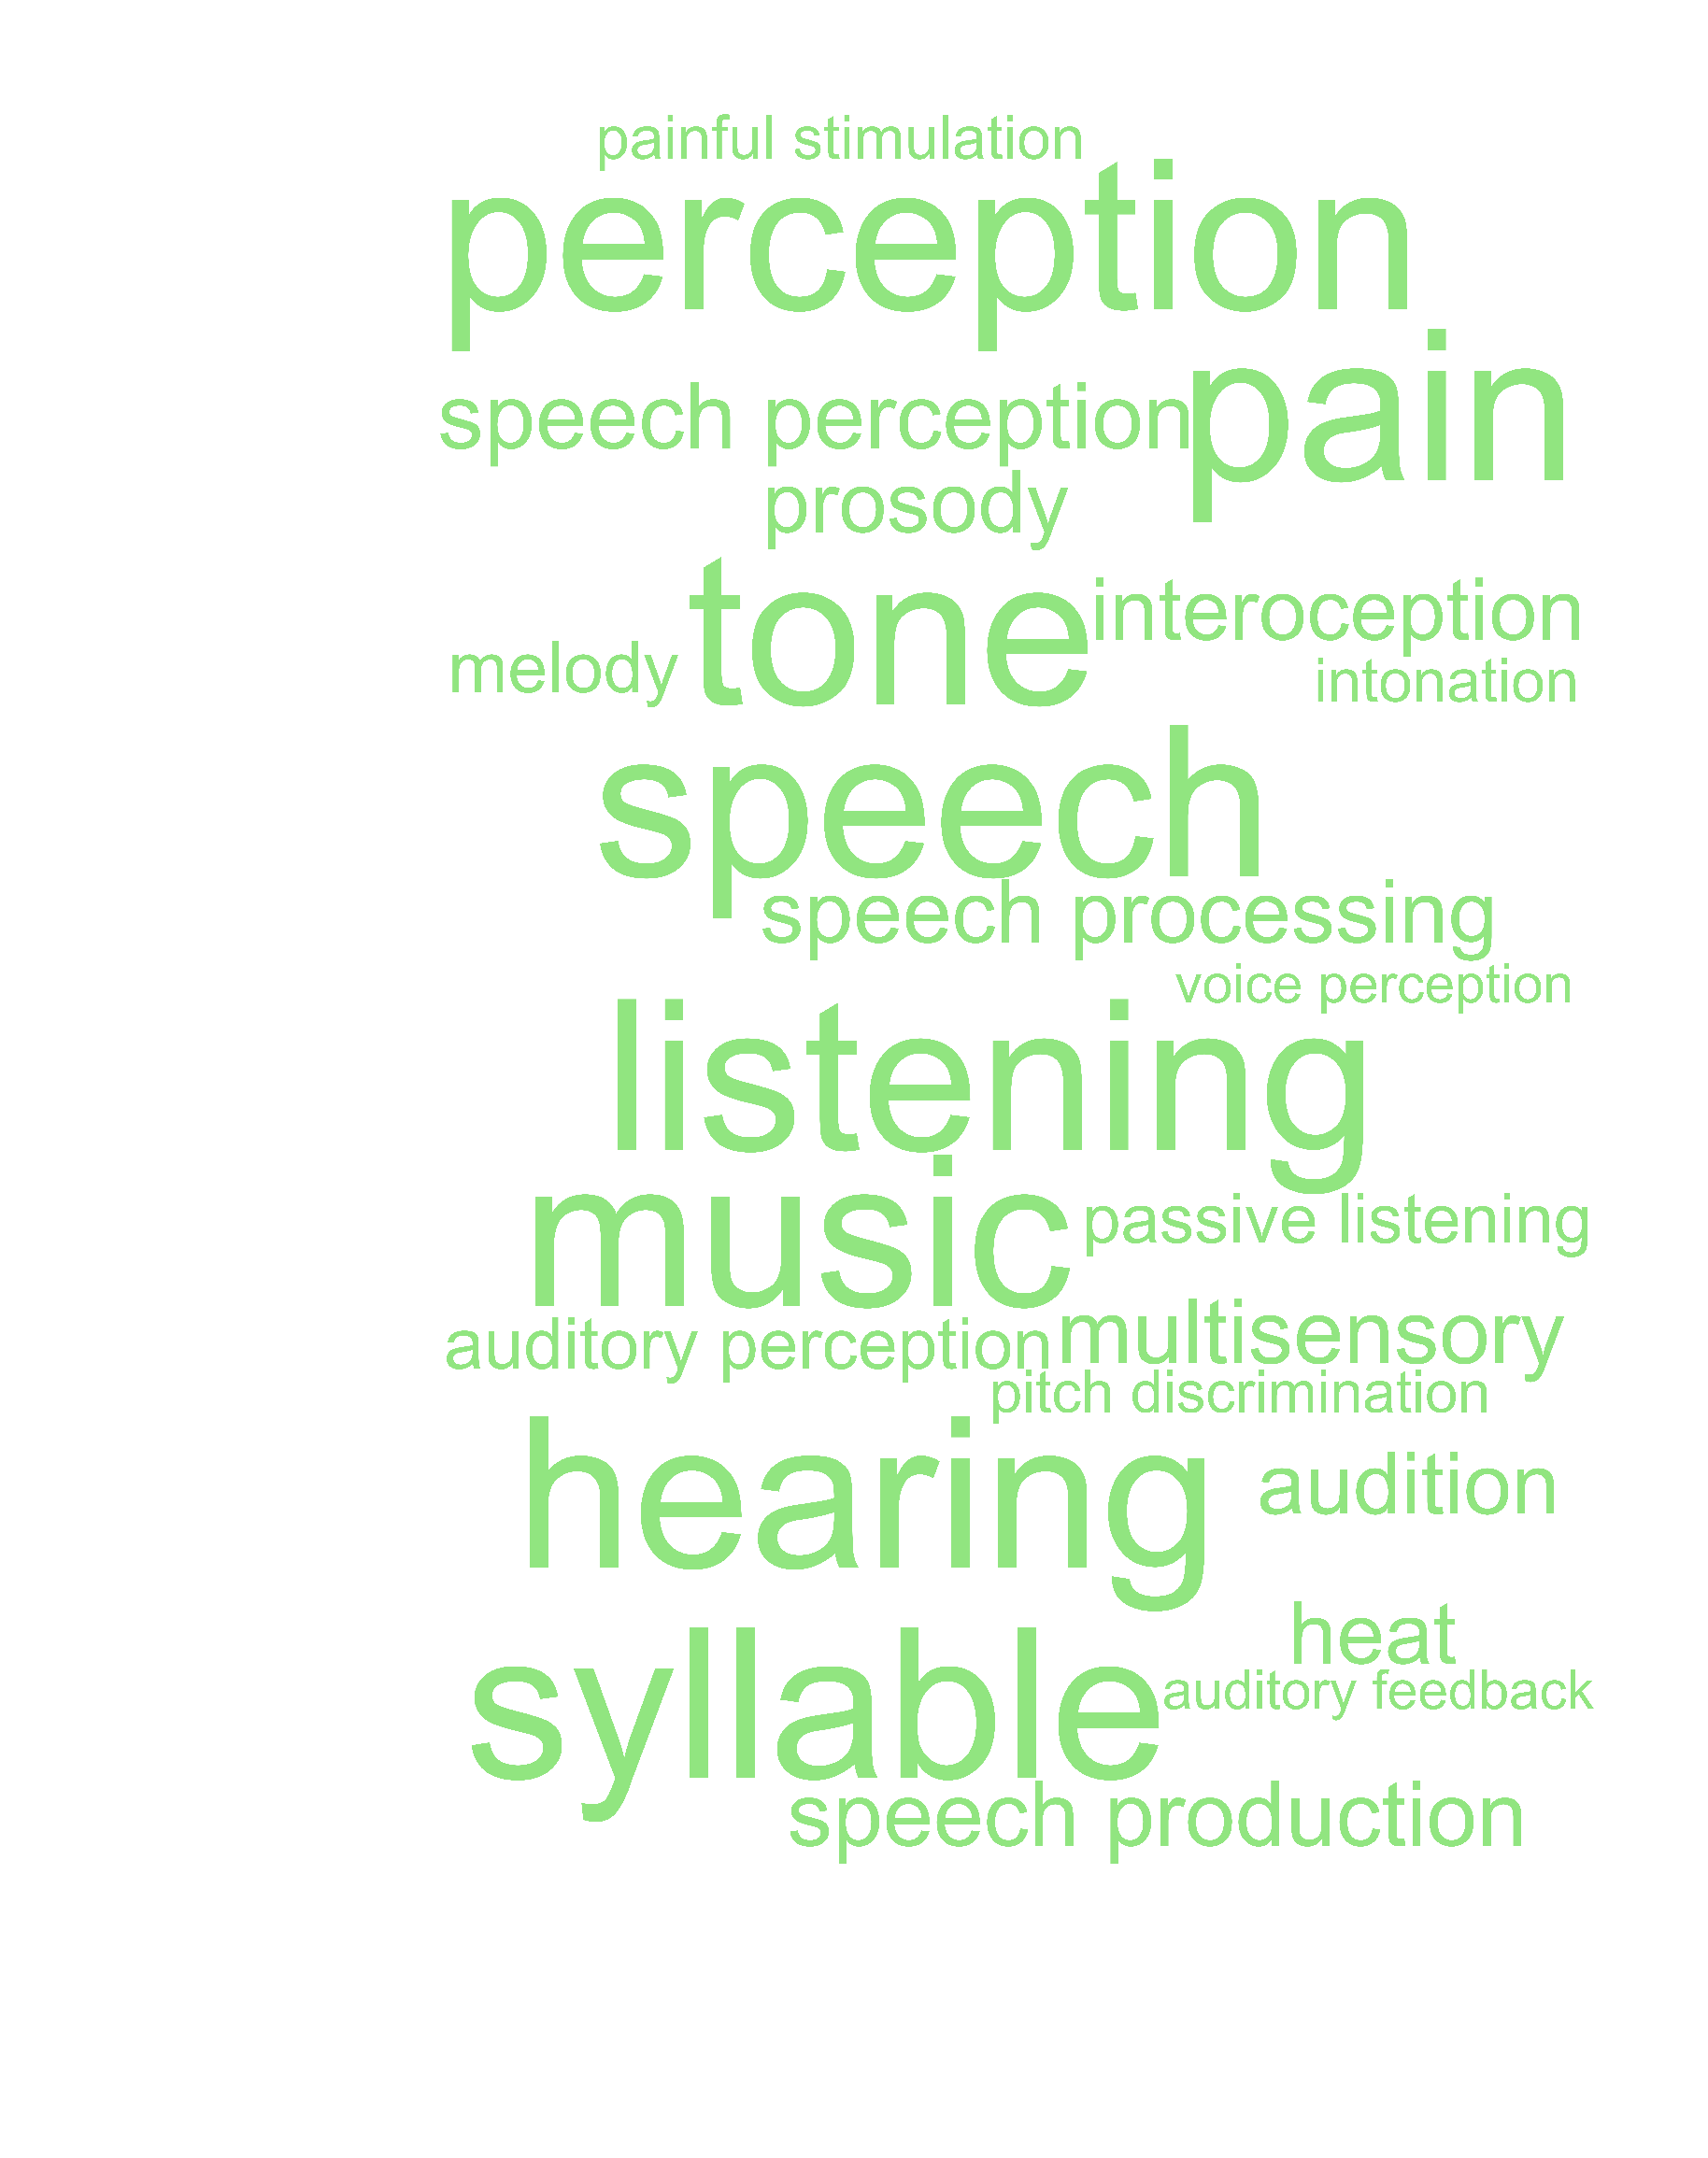 painful stimulation
perception
pain
speech perception
prosody
tone
interoception
melody
intonation
speech
speech processing
voice perception
listening
music
passive listening
auditory perception
multisensory
pitch discrimination
hearing
audition
heat
syllable
auditory feedback
speech production